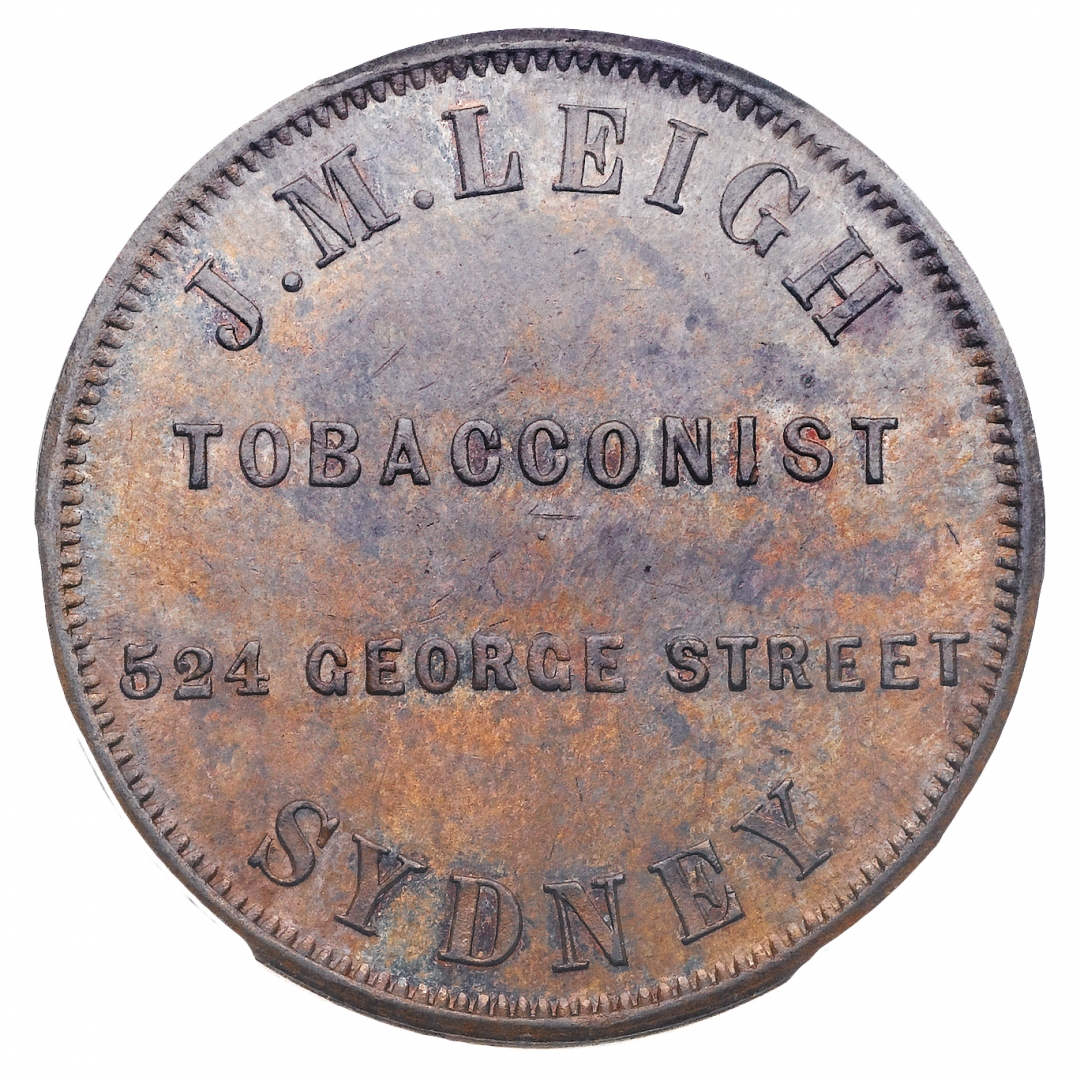 J.M.LEIGH
TOBACCONIST
524 GEORGE STREET
SYDNEY